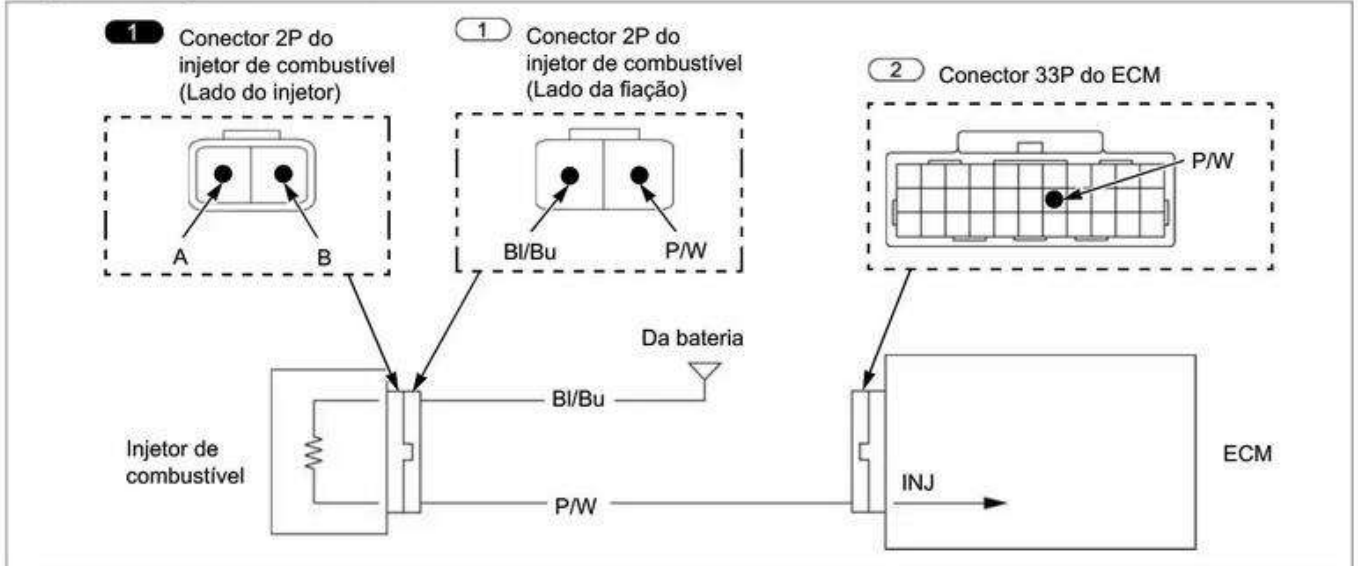 1 Conector 2P do
injetor de combustível
(Lado do injetor)
1 Conector 2P do
injetor de combustível
(Lado da fiação)
2 Conector 33P do ECM
A
B
Bl/Bu
P/W
P/W
Da bateria
Bl/Bu
Injetor de
combustível
P/W
INJ
ECM